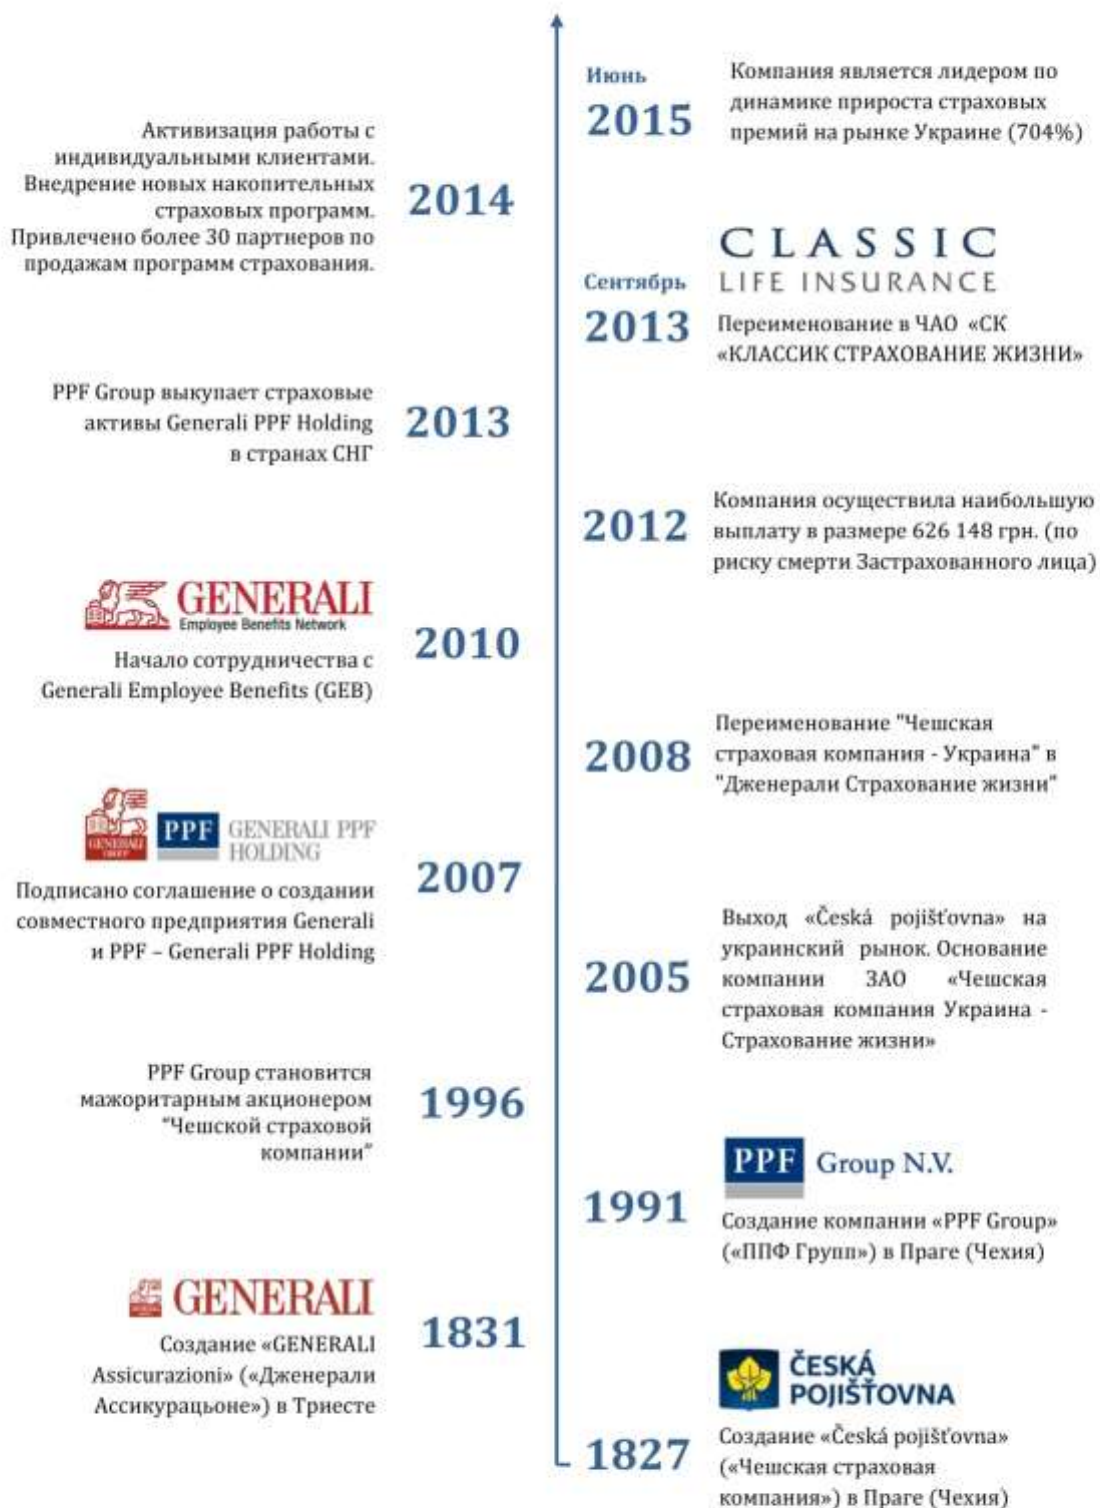 Июнь
2015
Компания является лидером по
динамике прироста страховых
премий на рынке Украине (704%)
Активизация работы с
индивидуальными клиентами.
Внедрение новых накопительных
страховых программ.
Привлечено более 30 партнеров по
продажам программ страхования.
2014
CLASSIC
LIFE INSURANCE
Сентябрь
2013
Переименование в ЧАО «СК
«КЛАССИК СТРАХОВАНИЕ ЖИЗНИ»
PPF Group выкупает страховые
активы Generali PPF Holding
в странах СНГ
2013
2012
Компания осуществила наибольшую
выплату в размере 626 148 грн. (по
риску смерти Застрахованного лица)
GENERALI
Employee Benefits Network
Начало сотрудничества с
Generali Employee Benefits (GEB)
2010
2008
Переименование "Чешская
страховая компания - Украина" в
"Дженерали Страхование жизни"
GENERALI
GROUP
PPF
GENERALI PPF
HOLDING
Подписано соглашение о создании
совместного предприятия Generali
и PPF – Generali PPF Holding
2007
2005
Выход «Česká pojišťovna» на
украинский рынок. Основание
компании ЗАО «Чешская
страховая компания Украина -
Страхование жизни»
PPF Group становится
мажоритарным акционером
"Чешской страховой
компании"
1996
PPF Group N.V.
1991
Создание компании «PPF Group»
(«ППФ Групп») в Праге (Чехия)
GENERALI
Создание «GENERALI
Assicurazioni» («Дженерали
Ассикурацьоне») в Триесте
1831
ČESKÁ
POJIŠŤOVNA
1827
Создание «Česká pojišťovna»
(«Чешская страховая
компания») в Праге (Чехия)